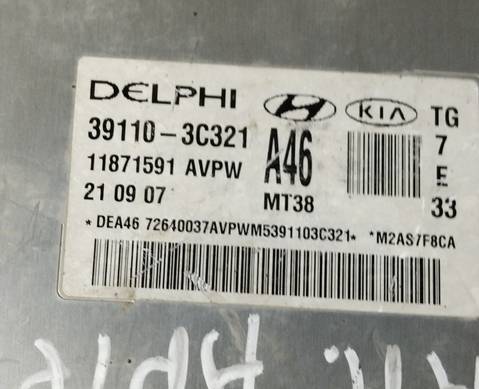 DELPHI KIA TG
39110-3C321 A46 7
11871591 AVPW E
21 09 07 MT38 33
* DEA46 72640037AVPWM5391103C321* *M2AS7F8CA